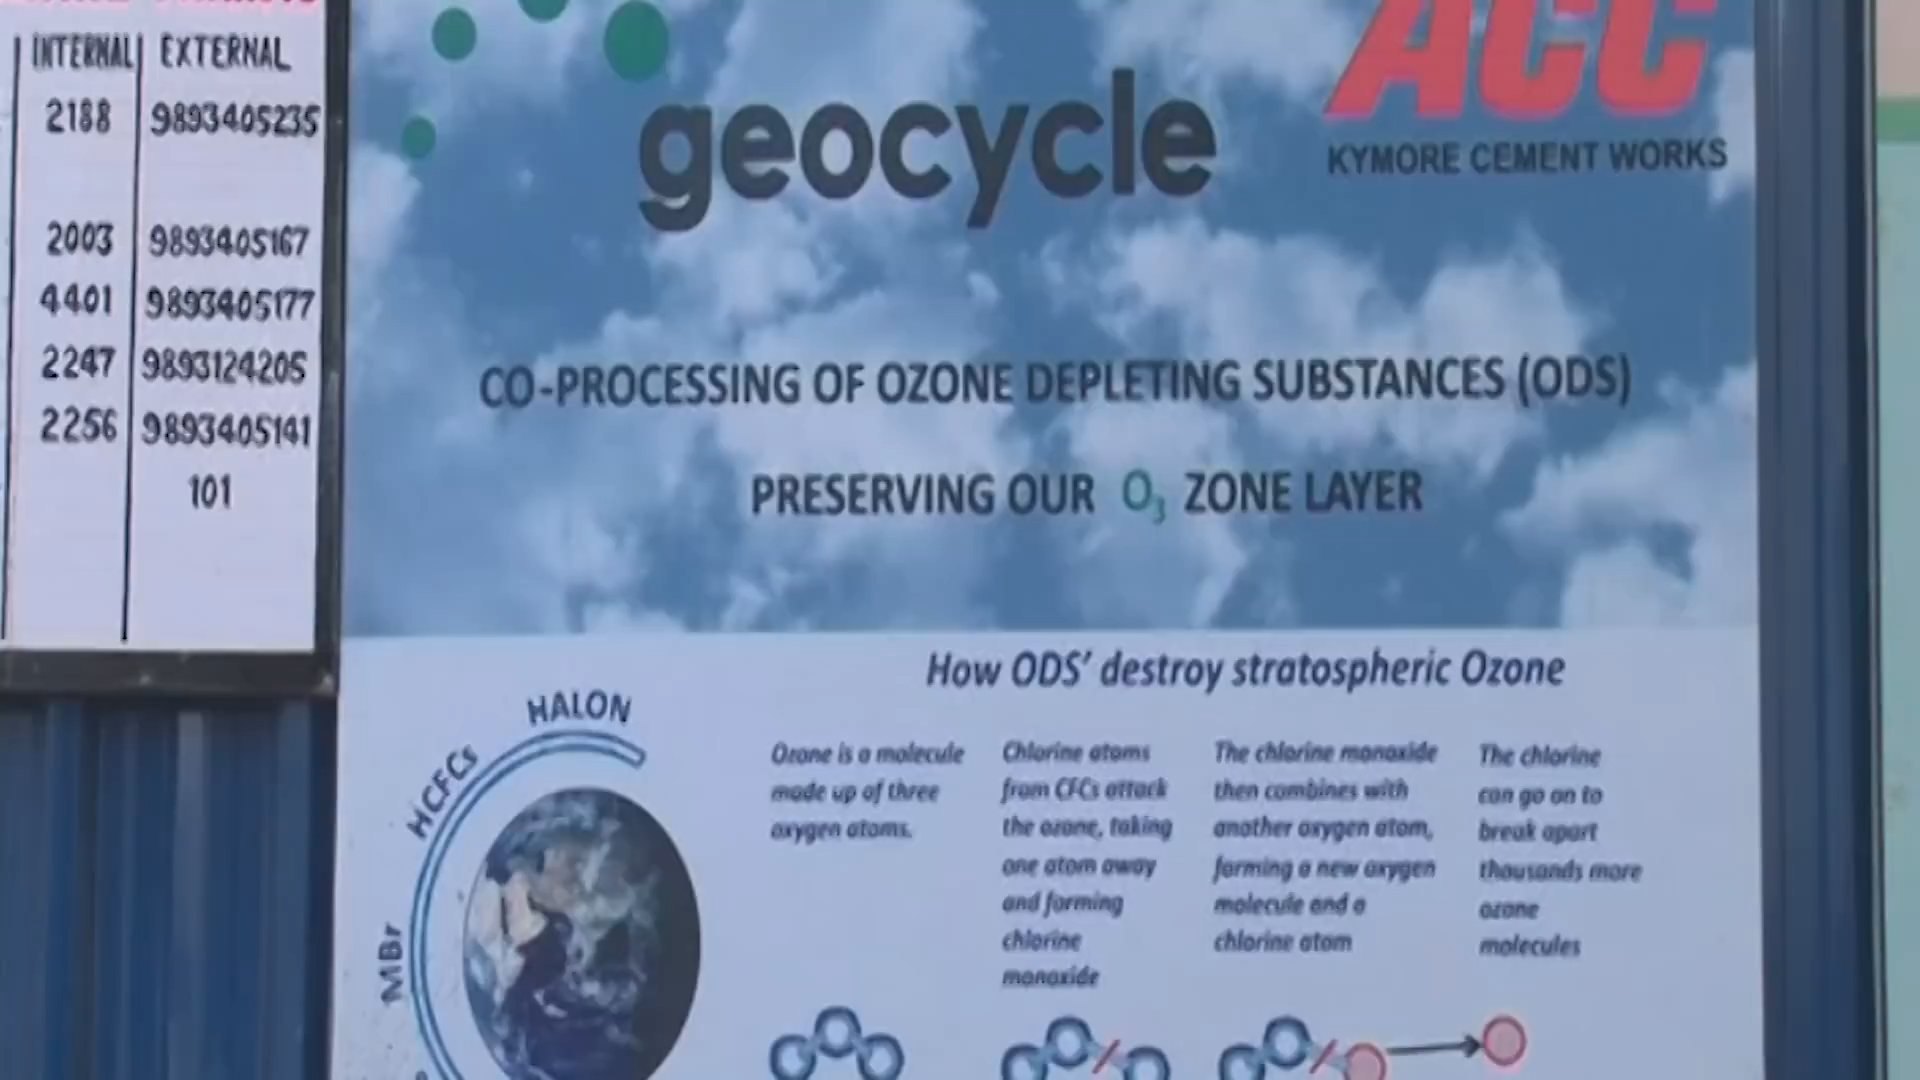 INTERNAL EXTERNAL
2188 9893405235
2003 9893405167
4401 9893405177
2247 9893124205
2256 9893405141
101
geocycle
ACC
KYMORE CEMENT WORKS
CO-PROCESSING OF OZONE DEPLETING SUBSTANCES (ODS)
PRESERVING OUR O₃ ZONE LAYER
How ODS' destroy stratospheric Ozone
HALON
HCFCs
MBr
Ozone is a molecule
made up of three
oxygen atoms.
Chlorine atoms
from CFCs attack
the ozone, taking
one atom away
and forming
chlorine
monoxide
The chlorine monoxide
then combines with
another oxygen atom,
forming a new oxygen
molecule and a
chlorine atom
The chlorine
can go on to
break apart
thousands more
ozone
molecules